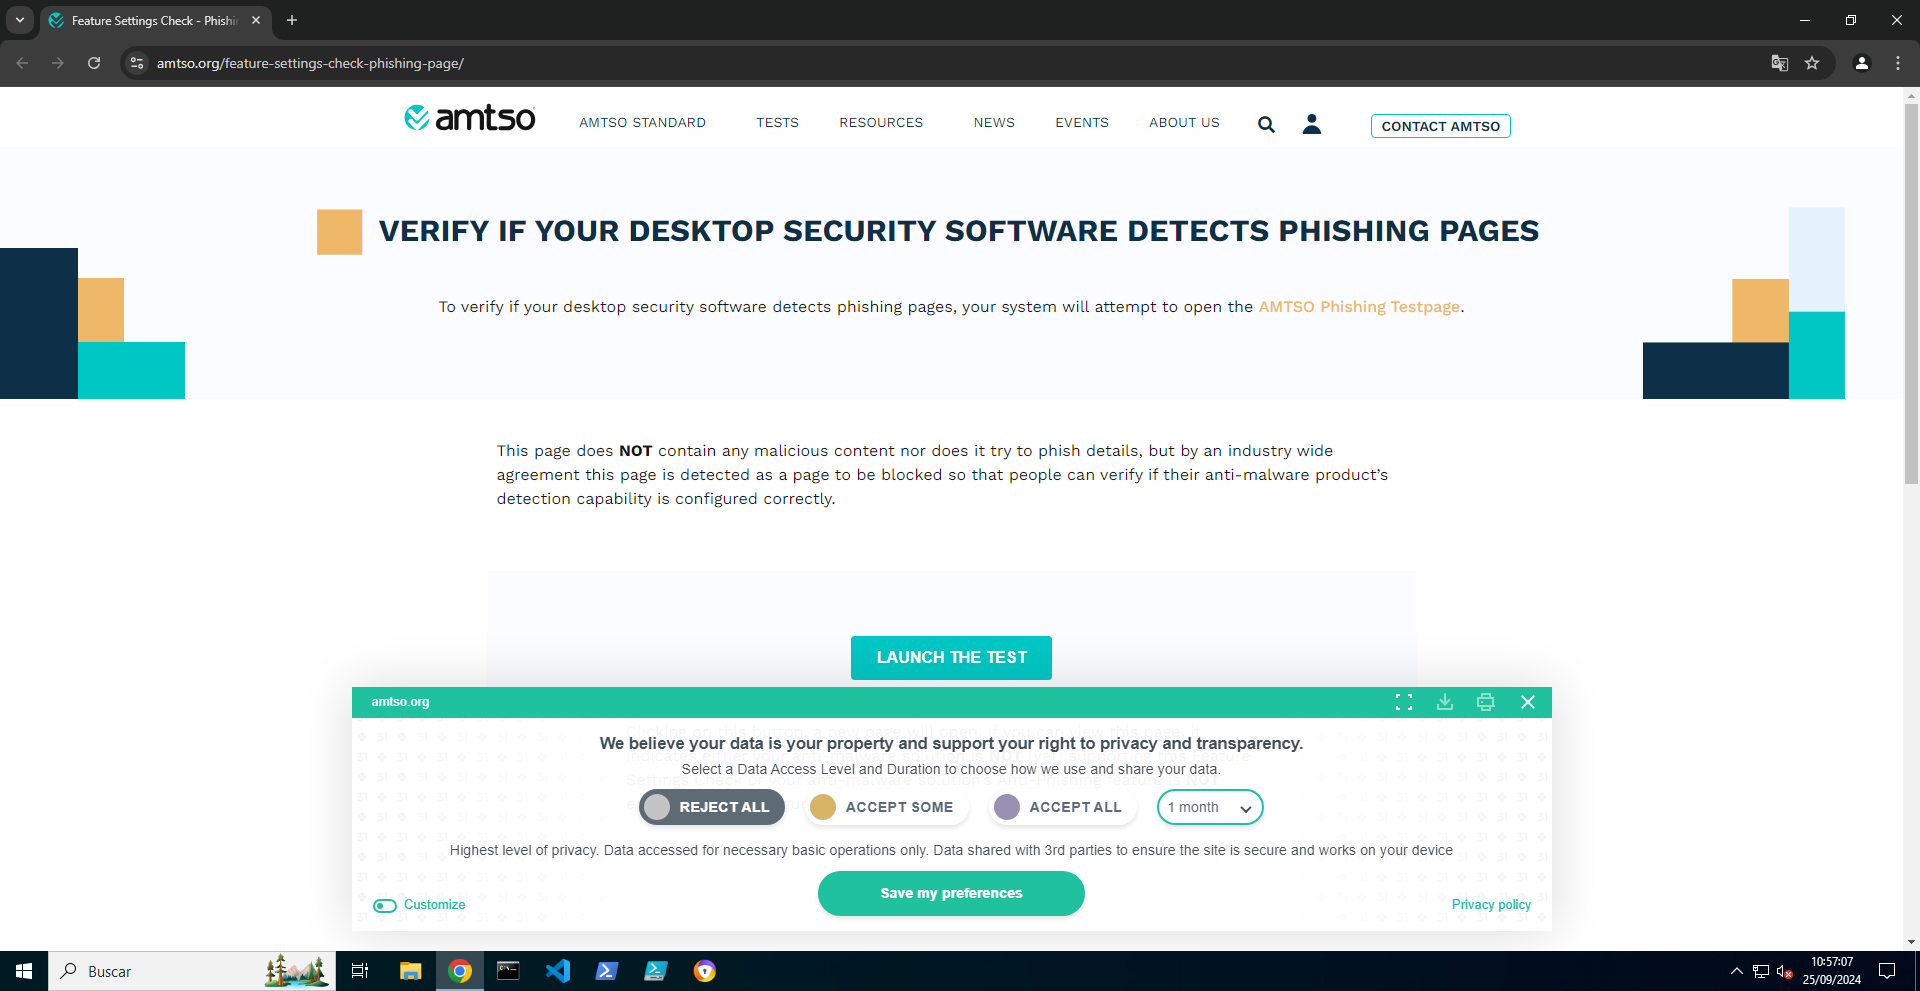 Feature Settings Check - Phishi
amtso.org/feature-settings-check-phishing-page/
amtso
AMTSO STANDARD
TESTS
RESOURCES
NEWS
EVENTS
ABOUT US
CONTACT AMTSO
VERIFY IF YOUR DESKTOP SECURITY SOFTWARE DETECTS PHISHING PAGES
To verify if your desktop security software detects phishing pages, your system will attempt to open the AMTSO Phishing Testpage.
This page does NOT contain any malicious content nor does it try to phish details, but by an industry wide
agreement this page is detected as a page to be blocked so that people can verify if their anti-malware product's
detection capability is configured correctly.
LAUNCH THE TEST
amtso.org
We believe your data is your property and support your right to privacy and transparency.
Select a Data Access Level and Duration to choose how we use and share your data.
REJECT ALL
ACCEPT SOME
ACCEPT ALL
1 month
Highest level of privacy. Data accessed for necessary basic operations only. Data shared with 3rd parties to ensure the site is secure and works on your device
Save my preferences
Customize
Privacy policy
Buscar
10:57:07
25/09/2024